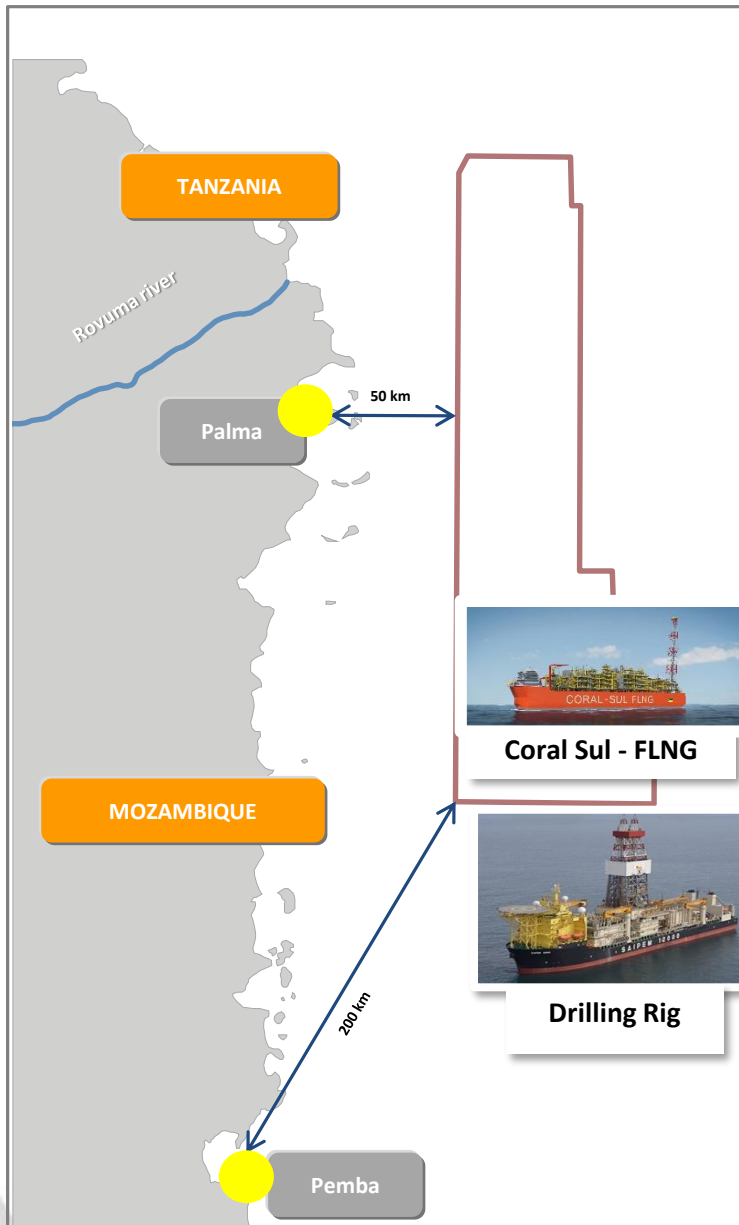 TANZANIA
Rovuma river
50 km
Palma
CORAL-SUL FLNG
Coral Sul - FLNG
MOZAMBIQUE
SAIPEM 12000
Drilling Rig
200 km
Pemba